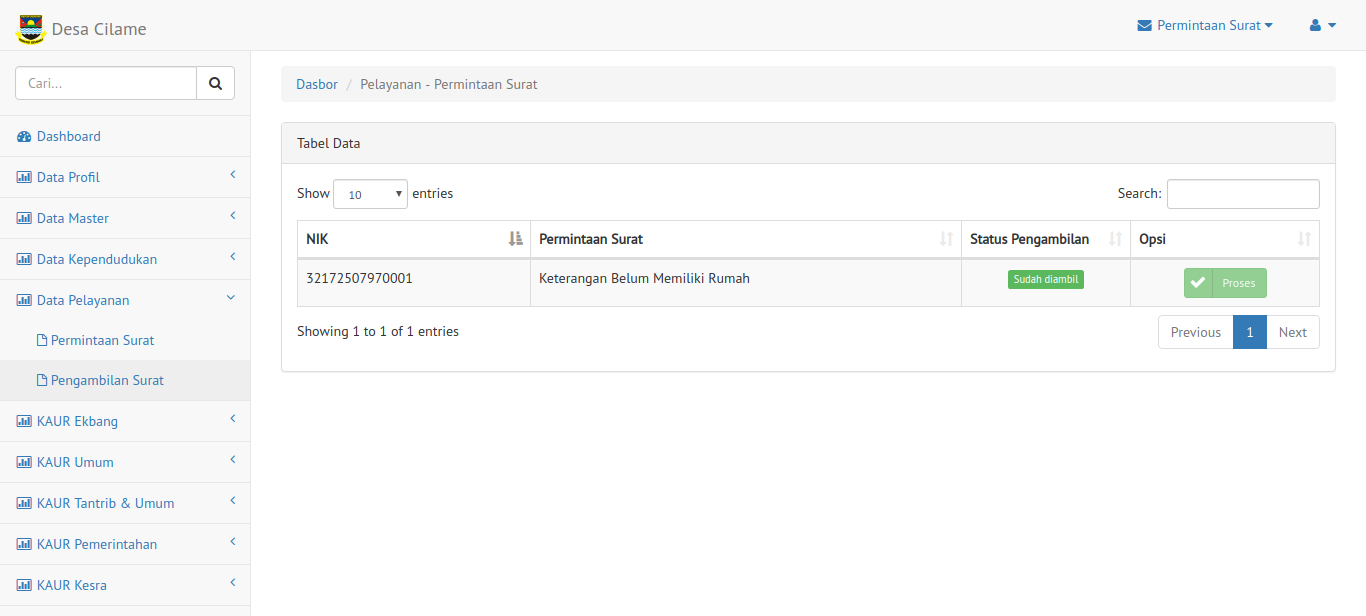 Desa Cilame
Permintaan Surat
Cari...
Dashboard
Data Profil
Data Master
Data Kependudukan
Data Pelayanan
Permintaan Surat
Pengambilan Surat
KAUR Ekbang
KAUR Umum
KAUR Tantrib & Umum
KAUR Pemerintahan
KAUR Kesra
Dasbor / Pelayanan - Permintaan Surat
Tabel Data
Show 10 entries Search:
NIK Permintaan Surat Status Pengambilan Opsi
32172507970001 Keterangan Belum Memiliki Rumah Sudah diambil Proses
Showing 1 to 1 of 1 entries Previous 1 Next